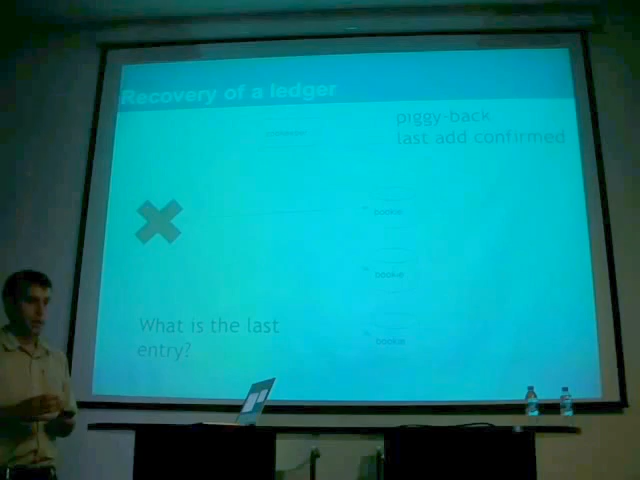 Recovery of a ledger
piggy-back
last add confirmed
bookie
bookie
What is the last
entry?
bookie